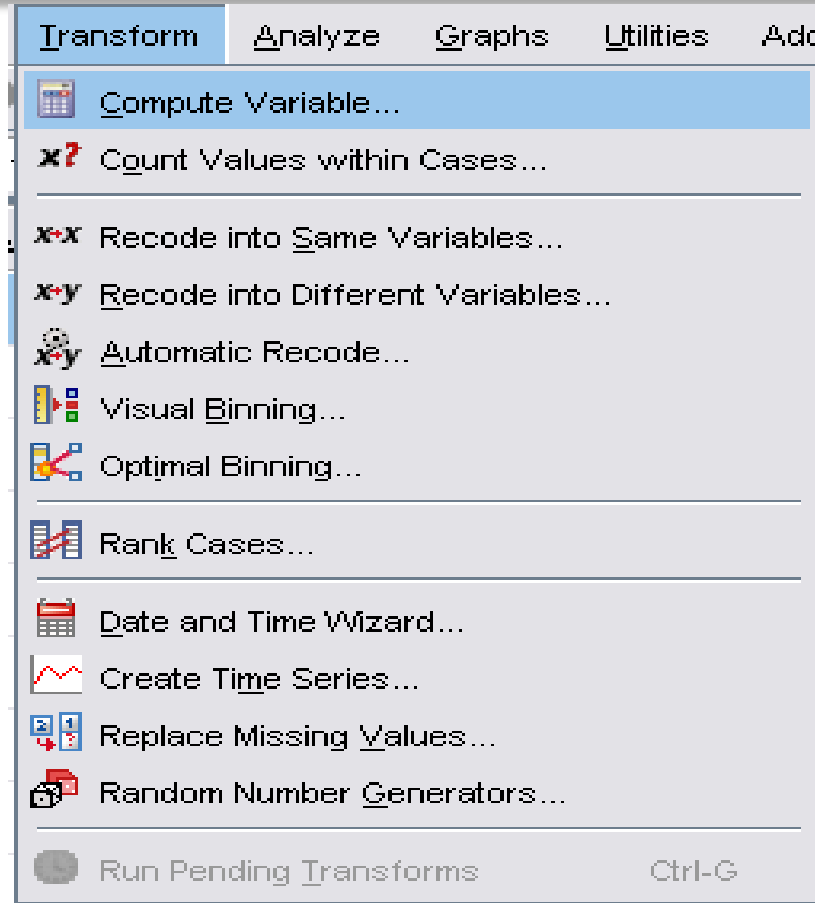 Transform Analyze Graphs Utilities Add
Compute Variable...
Count Values within Cases...
Recode into Same Variables...
Recode into Different Variables...
Automatic Recode...
Visual Binning...
Optimal Binning...
Rank Cases...
Date and Time Wizard...
Create Time Series...
Replace Missing Values...
Random Number Generators...
Run Pending Transforms Ctrl-G